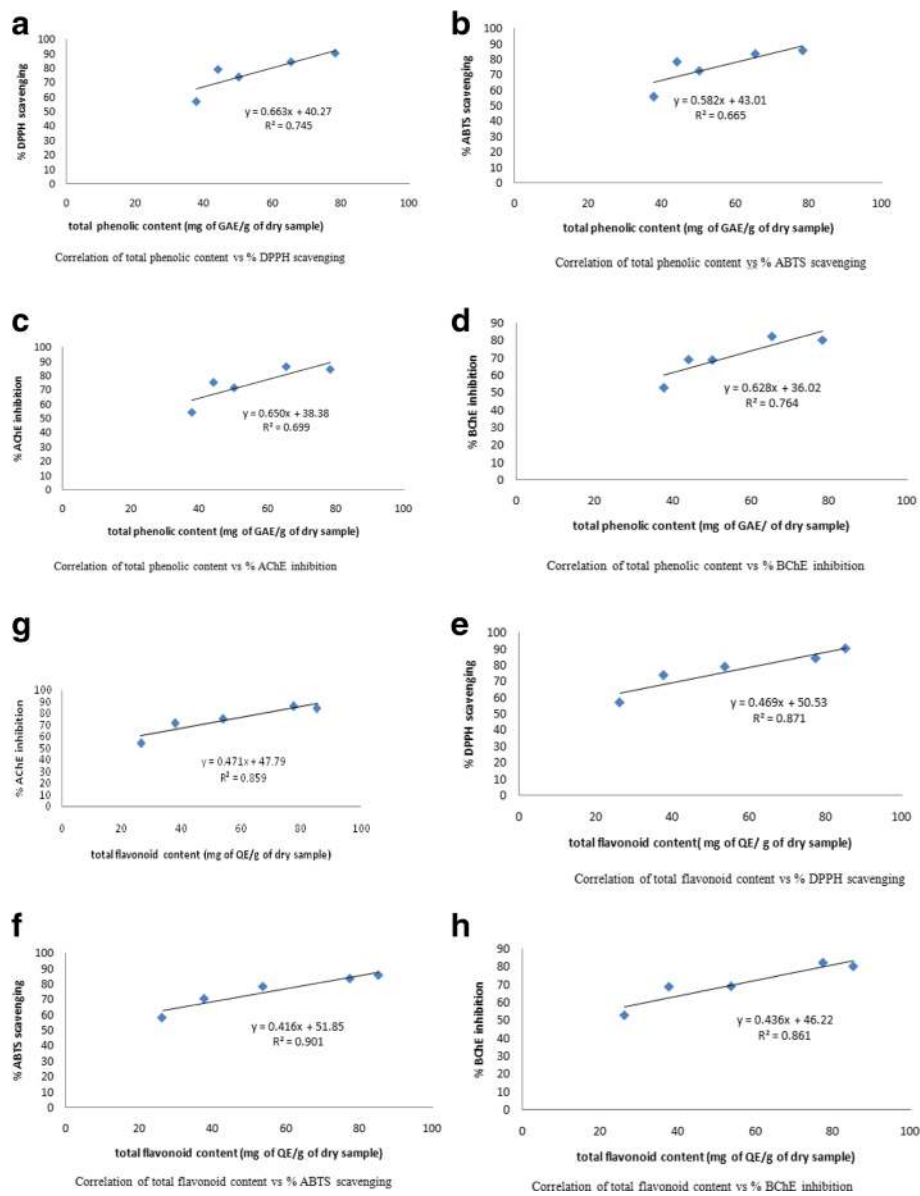 a
100
90
80
70
60
50
40
30
20
10
0
% DPPH scavenging
y = 0.663x + 40.27
R² = 0.745
0 20 40 60 80 100
total phenolic content (mg of GAE/g of dry sample)
Correlation of total phenolic content vs % DPPH scavenging
b
100
90
80
70
60
50
40
30
20
10
0
% ABTS scavenging
y = 0.582x + 43.01
R² = 0.665
0 20 40 60 80 100
total phenolic content (mg of GAE/g of dry sample)
Correlation of total phenolic content vs % ABTS scavenging
c
100
90
80
70
60
50
40
30
20
10
0
% AChE inhibition
y = 0.650x + 38.38
R² = 0.699
0 20 40 60 80 100
total phenolic content (mg of GAE/g of dry sample)
Correlation of total phenolic content vs % AChE inhibition
d
90
80
70
60
50
40
30
20
10
0
% BChE inhibition
y = 0.628x + 36.02
R² = 0.764
0 20 40 60 80 100
total phenolic content (mg of GAE/ of dry sample)
Correlation of total phenolic content vs % BChE inhibition
g
100
90
80
70
60
50
40
30
20
10
0
% AChE inhibition
y = 0.471x + 47.79
R² = 0.859
0 20 40 60 80 100
total flavonoid content (mg of QE/g of dry sample)
e
100
90
80
70
60
50
40
30
20
10
0
% DPPH scavenging
y = 0.469x + 50.53
R² = 0.871
0 20 40 60 80 100
total flavonoid content( mg of QE/ g of dry sample)
Correlation of total flavonoid content vs % DPPH scavenging
f
100
90
80
70
60
50
40
30
20
10
0
% ABTS scavenging
y = 0.416x + 51.85
R² = 0.901
0 20 40 60 80 100
total flavonoid content (mg of QE/g of dry sample)
Correlation of total flavonoid content vs % ABTS scavenging
h
90
80
70
60
50
40
30
20
10
0
% BChE inhibition
y = 0.436x + 46.22
R² = 0.861
0 20 40 60 80 100
total flavonoid content (mg of QE/g of dry sample)
Correlation of total flavonoid content vs % BChE inhibition